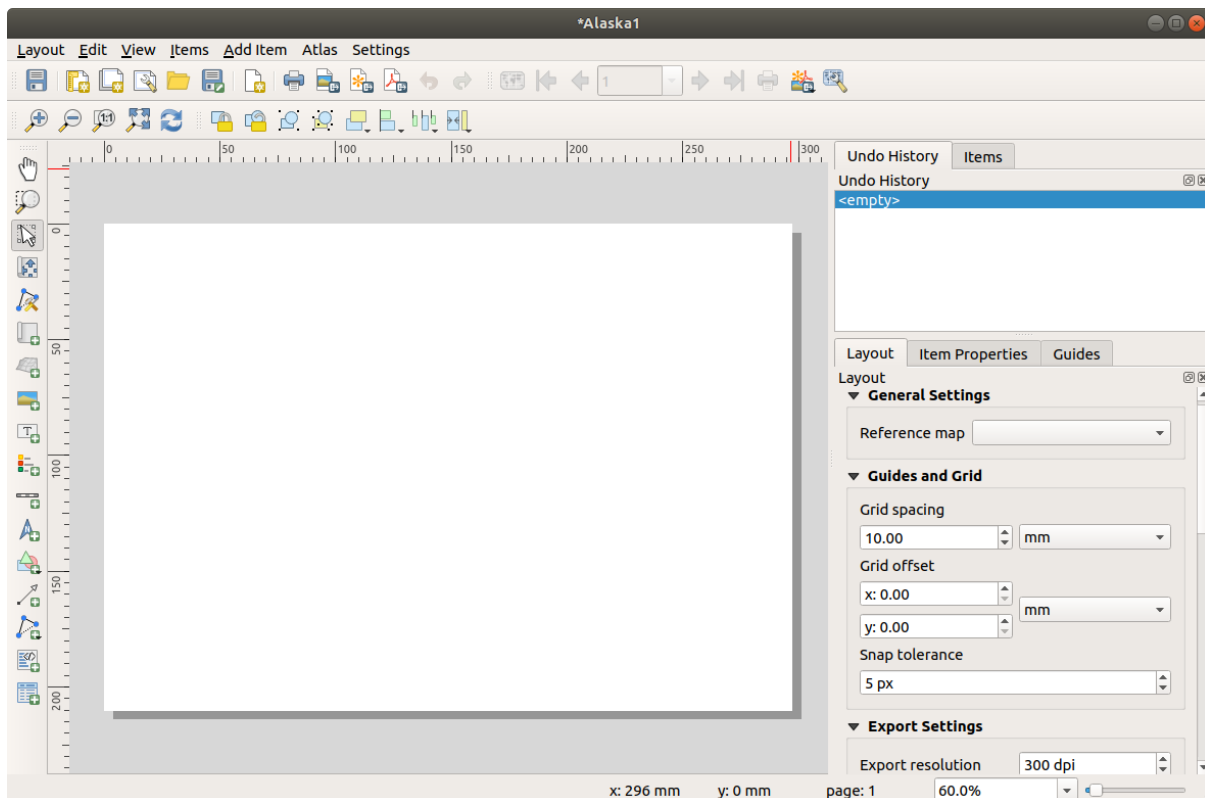 *Alaska1
Layout Edit View Items Add Item Atlas Settings
1
1:1
0 50 100 150 200 250 300
0
50
100
150
200
Undo History Items
Undo History
<empty>
Layout Item Properties Guides
Layout
General Settings
Reference map
Guides and Grid
Grid spacing
10.00 mm
Grid offset
x: 0.00
mm
y: 0.00
Snap tolerance
5 px
Export Settings
Export resolution 300 dpi
x: 296 mm y: 0 mm page: 1 60.0%